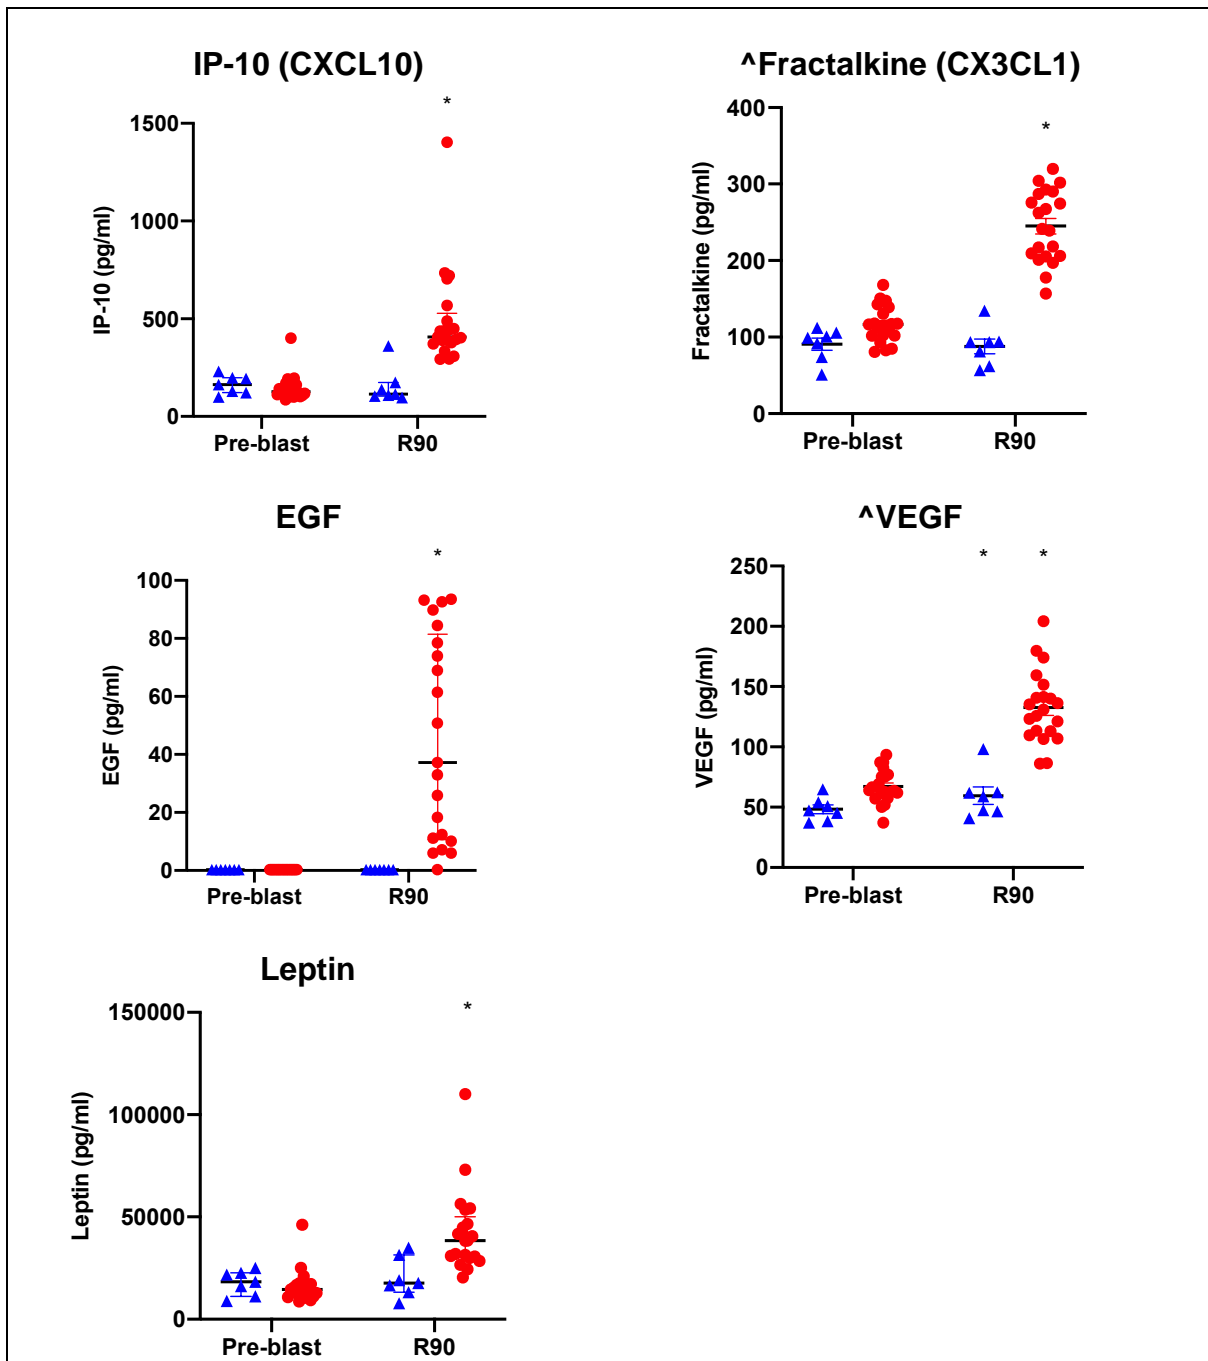 IP-10 (CXCL10)
*
1500
1000
500
0
IP-10 (pg/ml)
Pre-blast R90
^Fractalkine (CX3CL1)
*
400
300
200
100
0
Fractalkine (pg/ml)
Pre-blast R90
EGF
*
100
80
60
40
20
0
EGF (pg/ml)
Pre-blast R90
^VEGF
* *
250
200
150
100
50
0
VEGF (pg/ml)
Pre-blast R90
Leptin
*
150000
100000
50000
0
Leptin (pg/ml)
Pre-blast R90